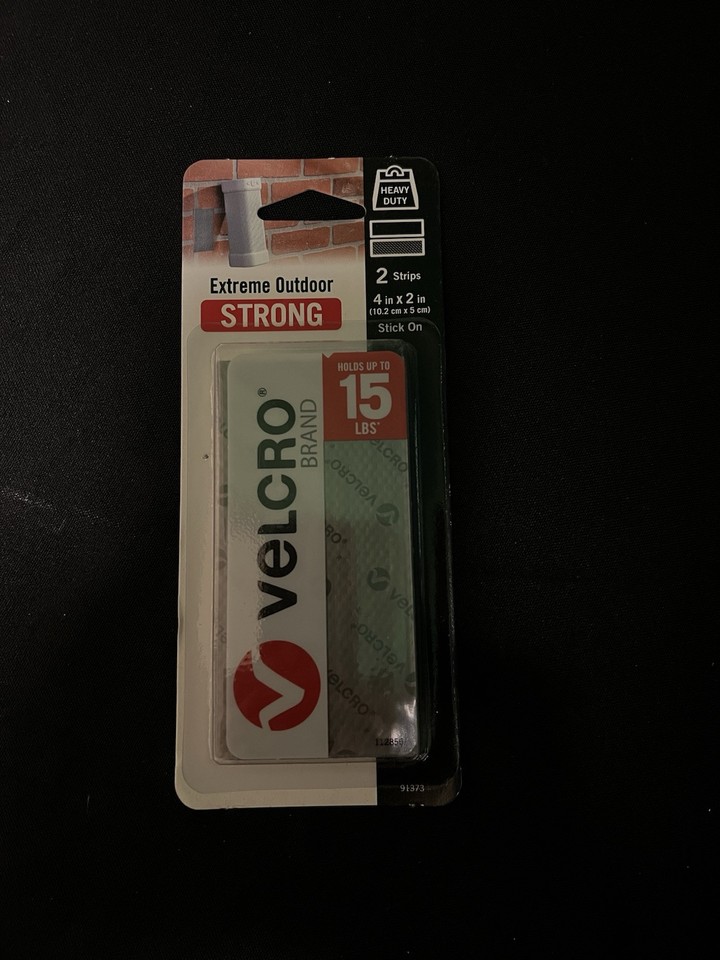 HEAVY
DUTY
2 Strips
4 in x 2 in
(10.2 cm x 5 cm)
Stick On
Extreme Outdoor
STRONG
HOLDS UP TO
15
LBS*
VELCRO®
BRAND
VELCRO
VELCRO
VELCRO
VELCRO
91373